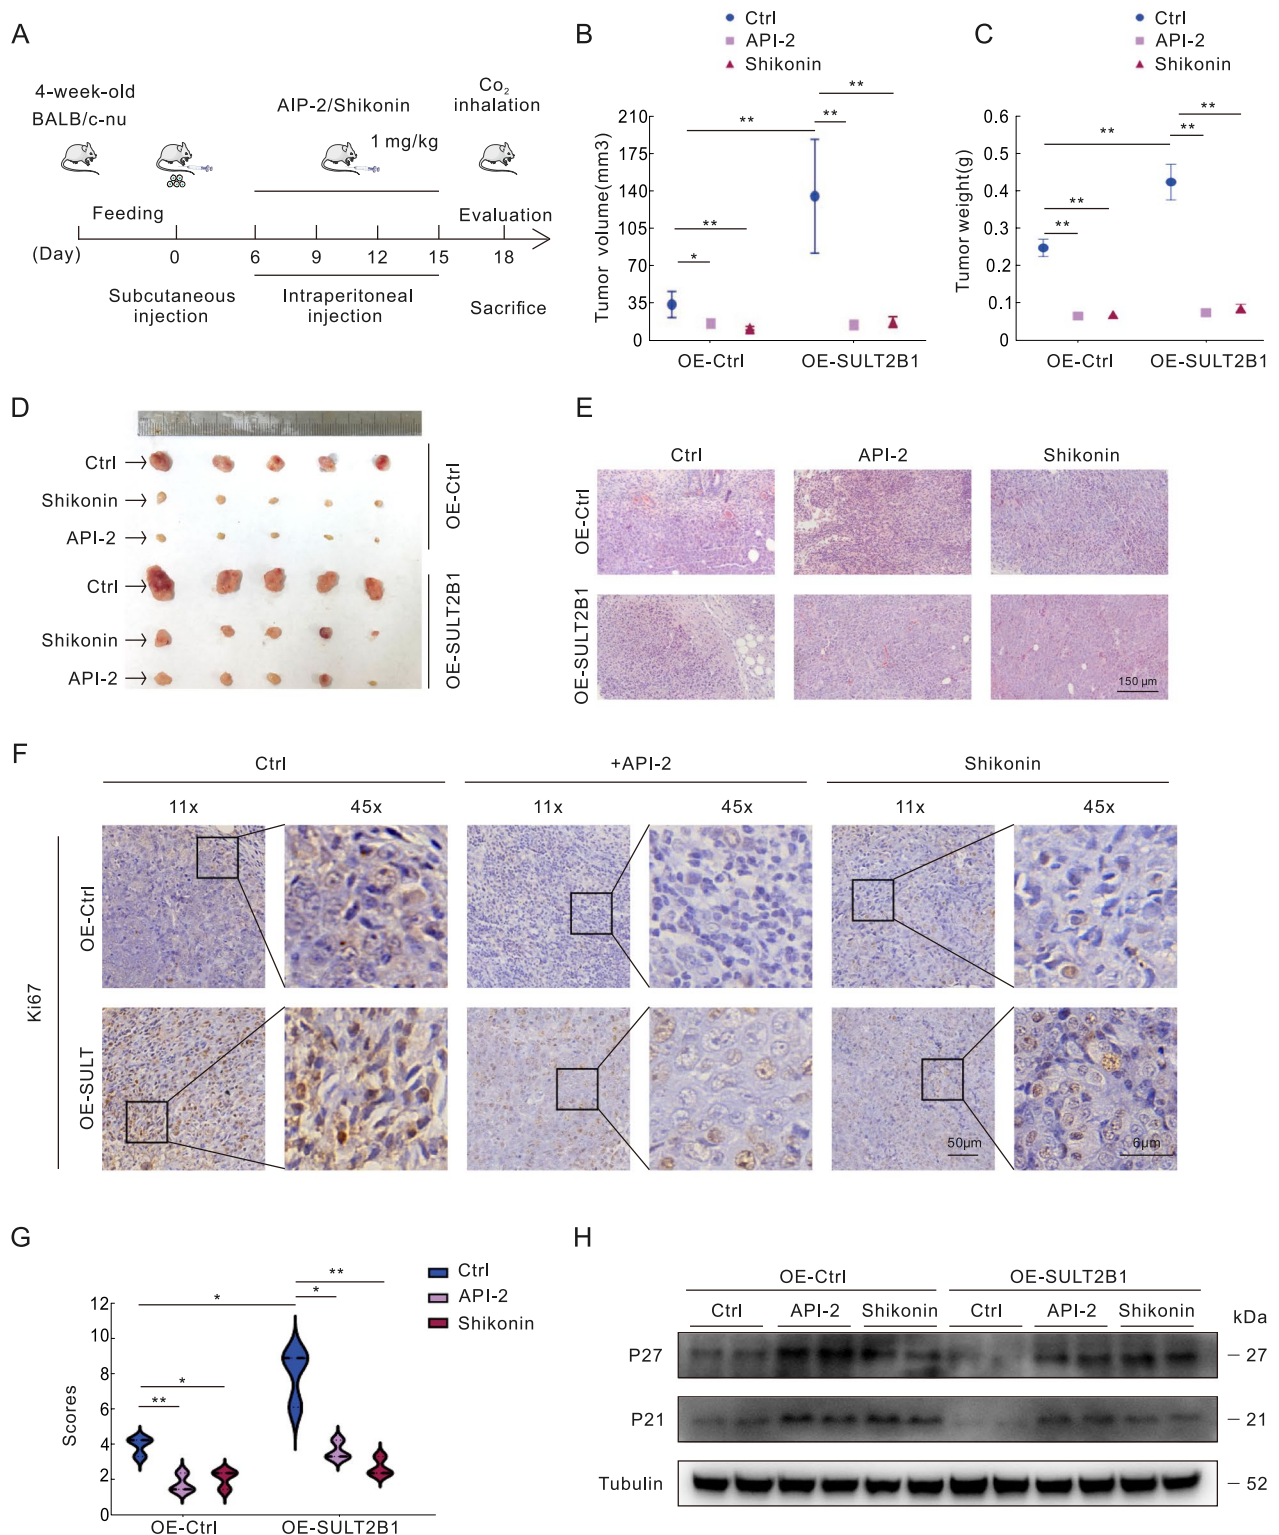 A
4-week-old
BALB/c-nu
AIP-2/Shikonin
1 mg/kg
Co2
inhalation
Feeding
Evaluation
(Day)
0 6 9 12 15 18
Subcutaneous
injection
Intraperitoneal
injection
Sacrifice
B
Ctrl
API-2
Shikonin
Tumor volume(mm3)
210
175
140
105
70
35
0
**
**
**
**
*
OE-Ctrl OE-SULT2B1
C
Ctrl
API-2
Shikonin
Tumor weight(g)
0.6
0.5
0.4
0.3
0.2
0.1
0
**
**
**
**
**
OE-Ctrl OE-SULT2B1
D
Ctrl
Shikonin
API-2
OE-Ctrl
Ctrl
Shikonin
API-2
OE-SULT2B1
E
Ctrl API-2 Shikonin
OE-Ctrl
OE-SULT2B1
150 μm
F
Ctrl +API-2 Shikonin
11x 45x 11x 45x 11x 45x
Ki67
OE-Ctrl
OE-SULT
50μm
6μm
G
Ctrl
API-2
Shikonin
Scores
12
10
8
6
4
2
0
**
*
*
*
**
OE-Ctrl OE-SULT2B1
H
OE-Ctrl OE-SULT2B1
Ctrl API-2 Shikonin Ctrl API-2 Shikonin
kDa
P27 27
P21 21
Tubulin 52